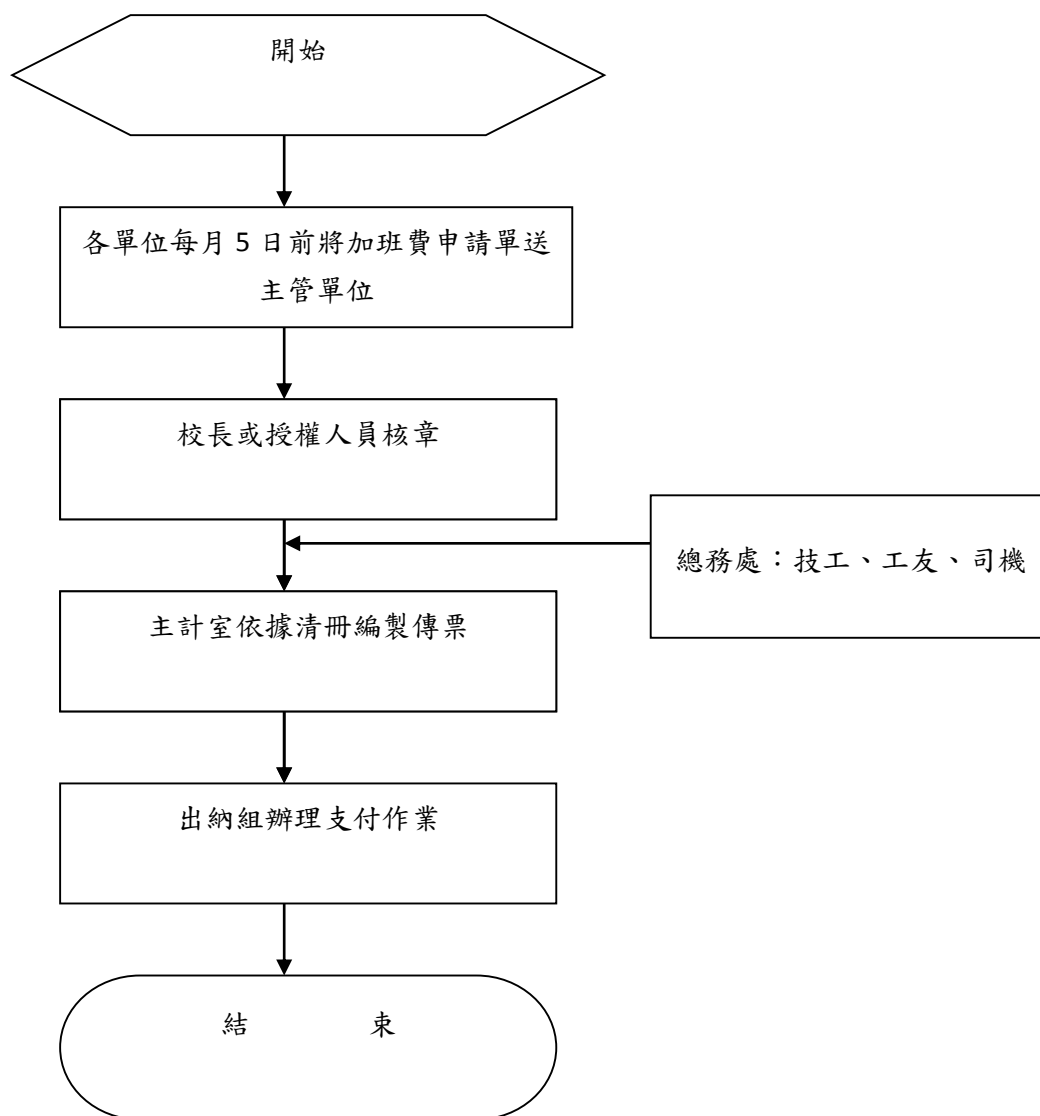 開始
各單位每月 5 日前將加班費申請單送
主管單位
校長或授權人員核章
總務處：技工、工友、司機
主計室依據清冊編製傳票
出納組辦理支付作業
結 束